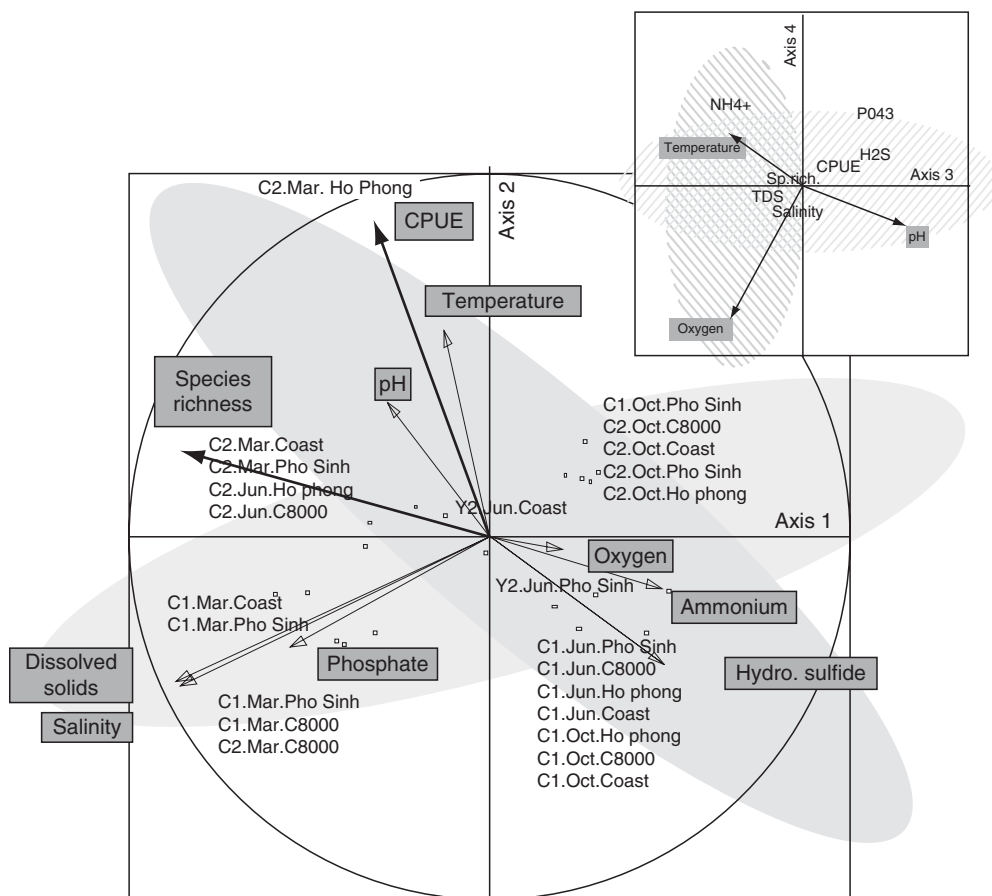 Axis 4
NH4+
P043
Temperature
H2S
CPUE
Sp.rich.
Axis 3
TDS
Salinity
pH
Oxygen
C2.Mar. Ho Phong
CPUE
Axis 2
Temperature
Species
richness
pH
C2.Mar.Coast
C2.Mar.Pho Sinh
C2.Jun.Ho phong
C2.Jun.C8000
C1.Oct.Pho Sinh
C2.Oct.C8000
C2.Oct.Coast
C2.Oct.Pho Sinh
C2.Oct.Ho phong
Y2.Jun.Coast
Axis 1
Oxygen
Y2.Jun.Pho Sinh
Ammonium
C1.Mar.Coast
C1.Mar.Pho Sinh
Dissolved
solids
Phosphate
Salinity
C1.Mar.Pho Sinh
C1.Mar.C8000
C2.Mar.C8000
C1.Jun.Pho Sinh
C1.Jun.C8000
C1.Jun.Ho phong
C1.Jun.Coast
C1.Oct.Ho phong
C1.Oct.C8000
C1.Oct.Coast
Hydro. sulfide